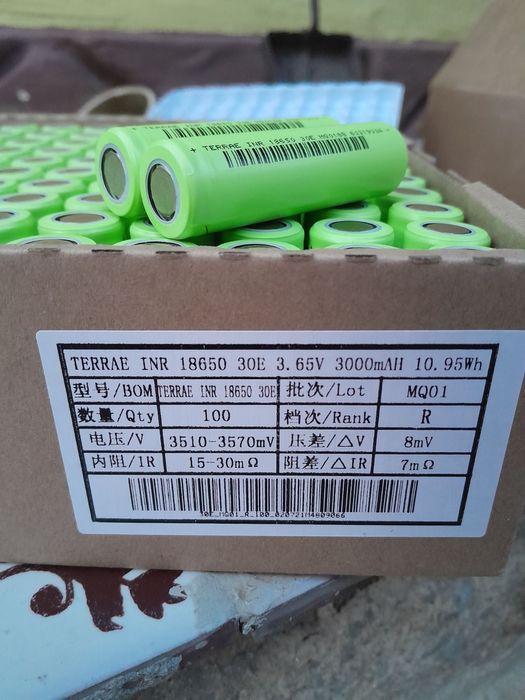 + TERRAE INR 18650 30E
TERRAE INR 18650 30E 3.65V 3000mAH 10.95Wh
型号/BOM TERRAE INR 18650 30E 批次/Lot MQ01
数量/Qty 100 档次/Rank R
电压/V 3510-3570mV 压差/△V 8mV
内阻/IR 15-30mΩ 阻差/△IR 7mΩ
30E_MQ01_R_100_020721M4809066